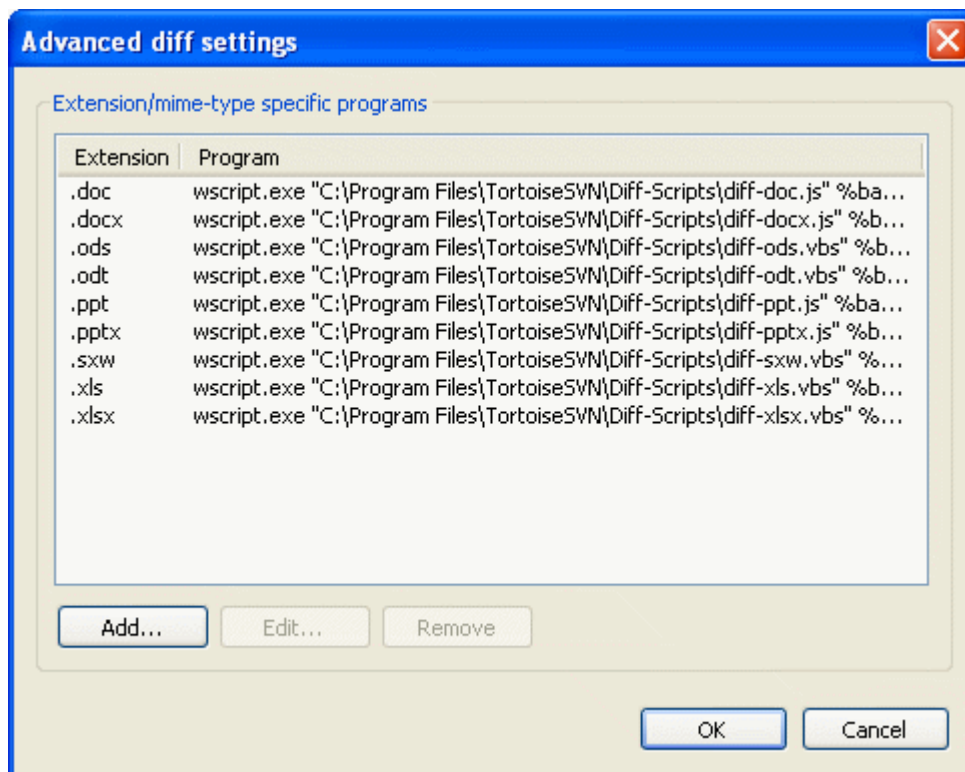 Advanced diff settings
Extension/mime-type specific programs
Extension Program
.doc wscript.exe "C:\Program Files\TortoiseSVN\Diff-Scripts\diff-doc.js" %ba...
.docx wscript.exe "C:\Program Files\TortoiseSVN\Diff-Scripts\diff-docx.js" %b...
.ods wscript.exe "C:\Program Files\TortoiseSVN\Diff-Scripts\diff-ods.vbs" %b...
.odt wscript.exe "C:\Program Files\TortoiseSVN\Diff-Scripts\diff-odt.vbs" %b...
.ppt wscript.exe "C:\Program Files\TortoiseSVN\Diff-Scripts\diff-ppt.js" %ba...
.pptx wscript.exe "C:\Program Files\TortoiseSVN\Diff-Scripts\diff-pptx.js" %b...
.sxw wscript.exe "C:\Program Files\TortoiseSVN\Diff-Scripts\diff-sxw.vbs" %...
.xls wscript.exe "C:\Program Files\TortoiseSVN\Diff-Scripts\diff-xls.vbs" %b...
.xlsx wscript.exe "C:\Program Files\TortoiseSVN\Diff-Scripts\diff-xlsx.vbs" %...
Add... Edit... Remove
OK Cancel